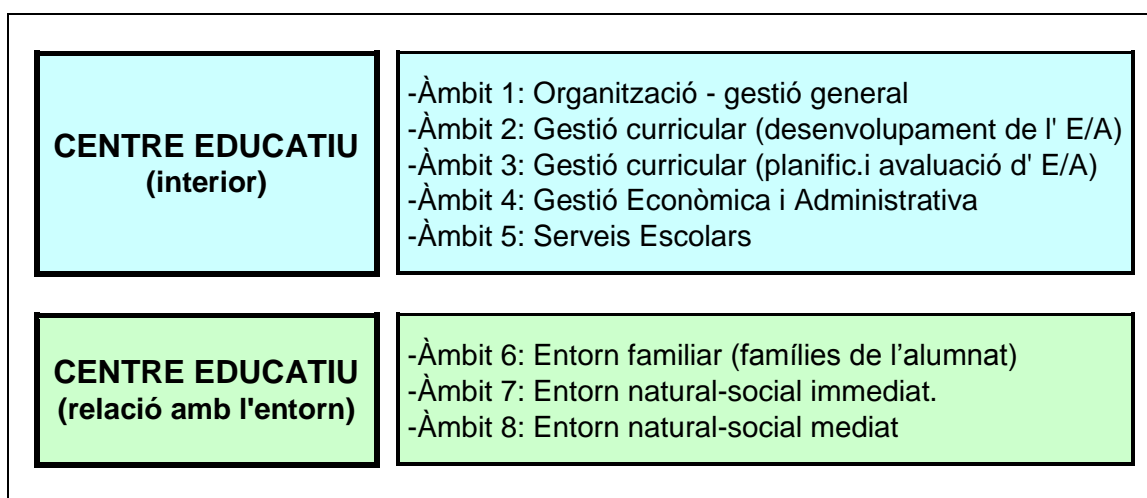 CENTRE EDUCATIU
(interior)
-Àmbit 1: Organització - gestió general
-Àmbit 2: Gestió curricular (desenvolupament de l' E/A)
-Àmbit 3: Gestió curricular (planific.i avaluació d' E/A)
-Àmbit 4: Gestió Econòmica i Administrativa
-Àmbit 5: Serveis Escolars
CENTRE EDUCATIU
(relació amb l'entorn)
-Àmbit 6: Entorn familiar (famílies de l’alumnat)
-Àmbit 7: Entorn natural-social immediat.
-Àmbit 8: Entorn natural-social mediat